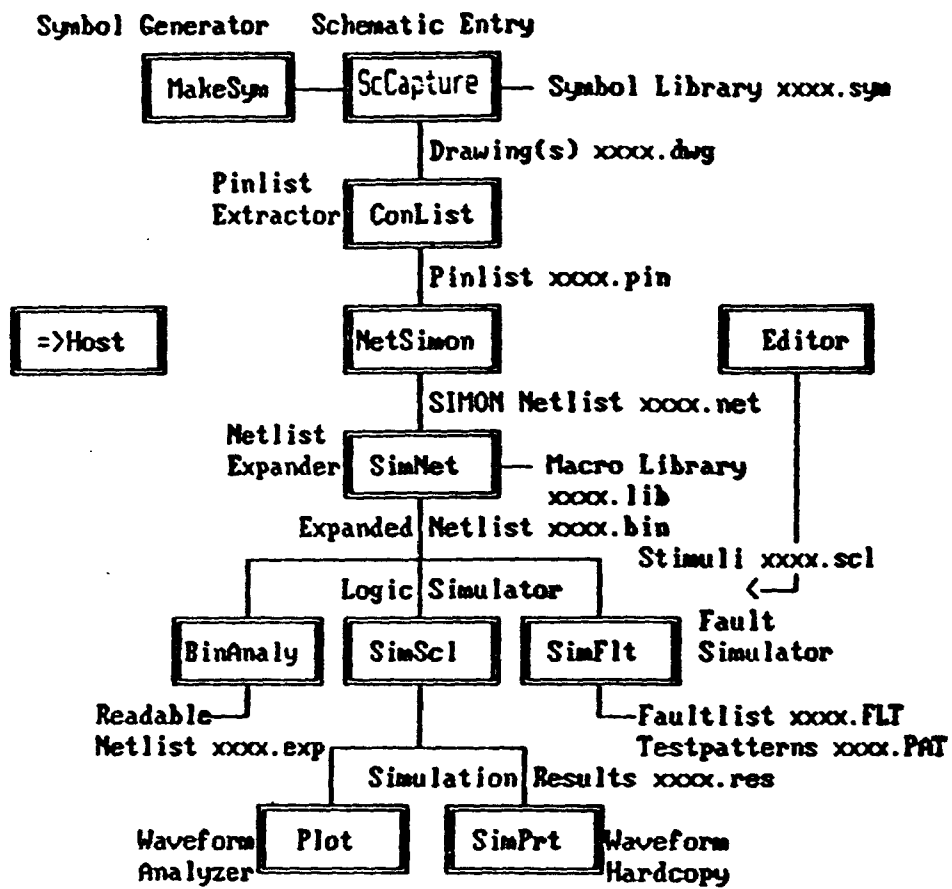 Symbol Generator Schematic Entry
MakeSym
ScCapture
Symbol Library xxxx.sym
Drawing(s) xxxx.dwg
Pinlist
Extractor
ConList
Pinlist xxxx.pin
=>Host
NetSimon
Editor
SIMON Netlist xxxx.net
Netlist
Expander
SimNet
Macro Library
xxxx.lib
Expanded Netlist xxxx.bin
Stimuli xxxx.scl
Logic Simulator
<
BinAnaly
SimScl
SimFlt
Fault
Simulator
Readable
Netlist xxxx.exp
Faultlist xxxx.FLT
Testpatterns xxxx.PAT
Simulation Results xxxx.res
Waveform
Analyzer
Plot
SimPrt
Waveform
Hardcopy